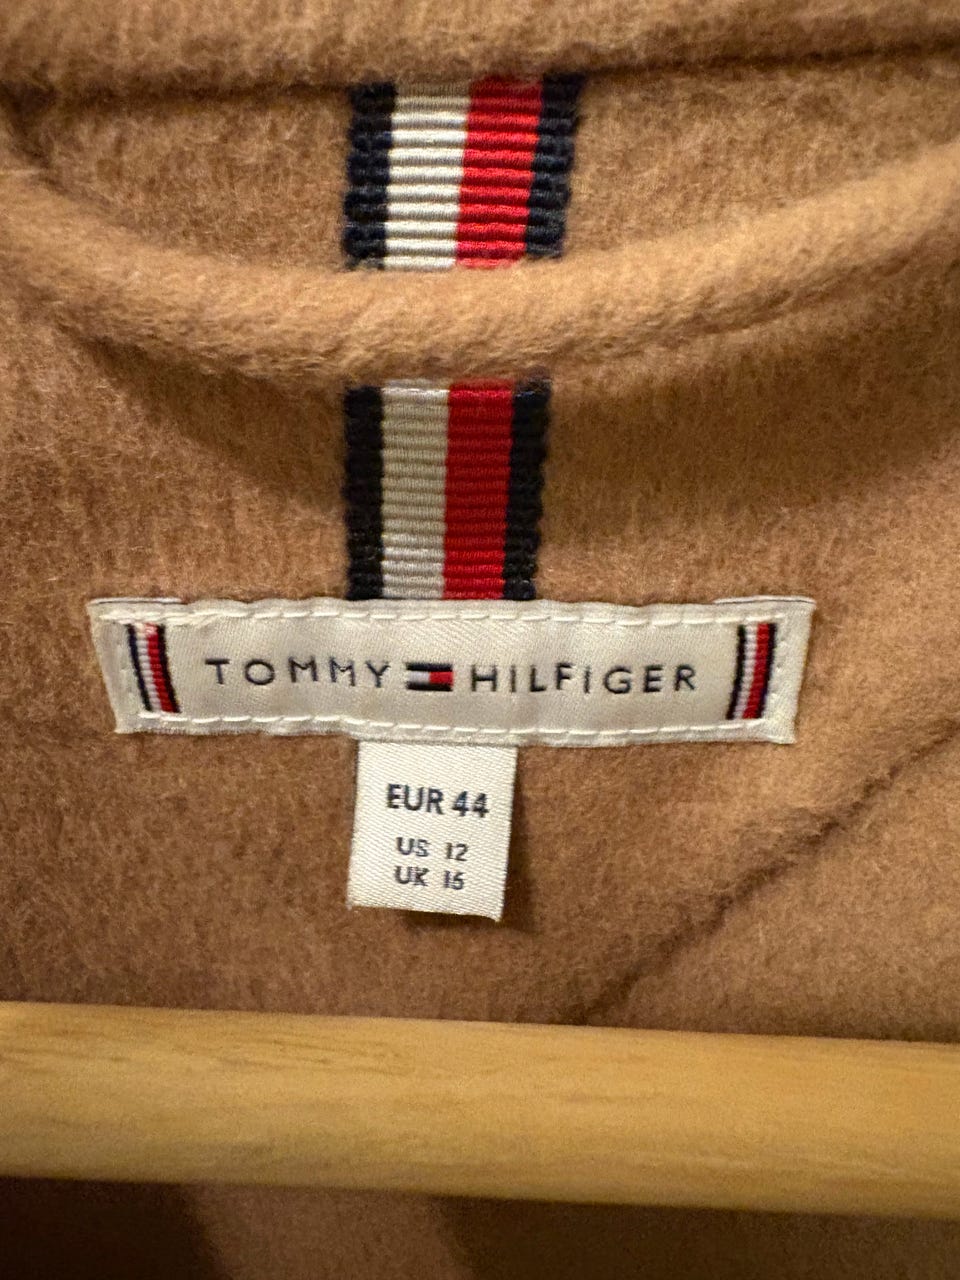 TOMMY HILFIGER
EUR 44
US 12
UK 16